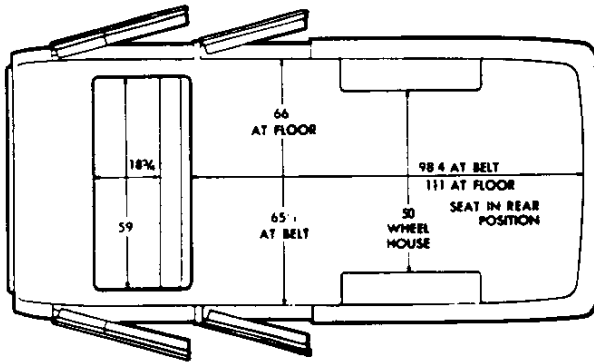 66
AT FLOOR
18¾
98 4 AT BELT
111 AT FLOOR
SEAT IN REAR
POSITION
59
AT BELT
50
WHEEL
HOUSE